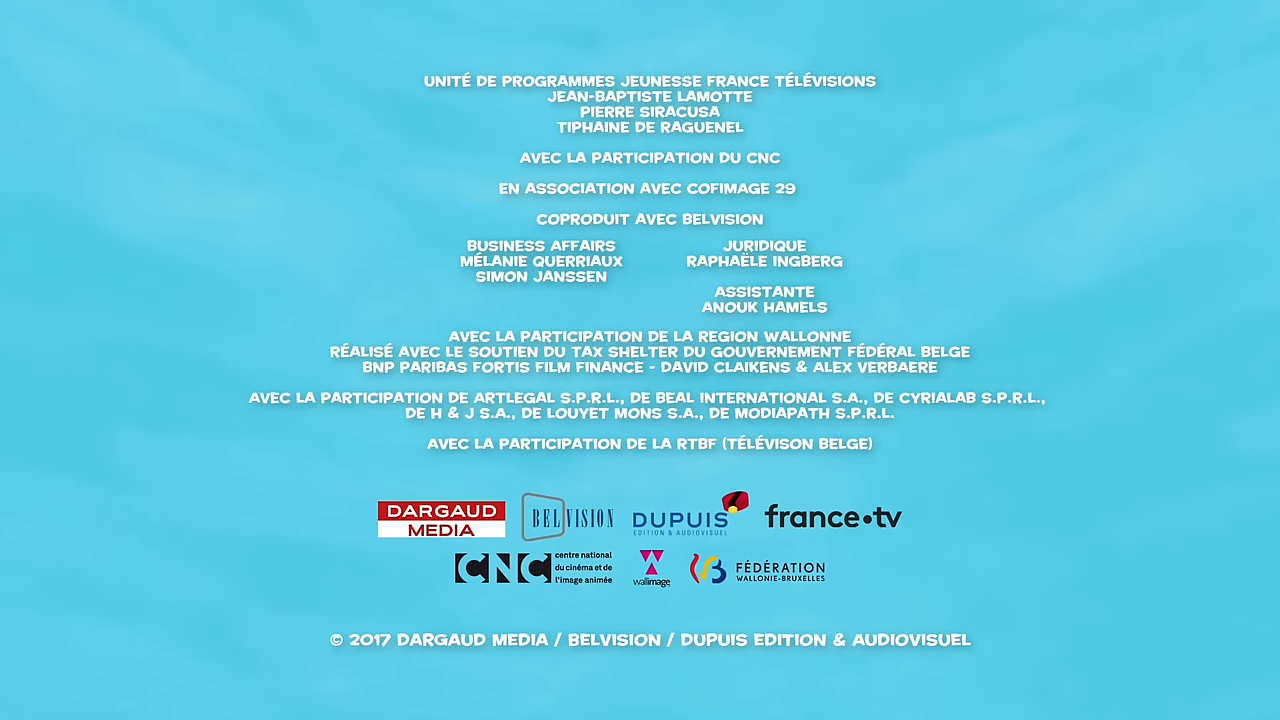 UNITÉ DE PROGRAMMES JEUNESSE FRANCE TÉLÉVISIONS
JEAN-BAPTISTE LAMOTTE
PIERRE SIRACUSA
TIPHAINE DE RAGUENEL
AVEC LA PARTICIPATION DU CNC
EN ASSOCIATION AVEC COFIMAGE 29
COPRODUIT AVEC BELVISION
BUSINESS AFFAIRS
MÉLANIE QUERRIAUX
SIMON JANSSEN
JURIDIQUE
RAPHAËLE INGBERG
ASSISTANTE
ANOUK HAMELS
AVEC LA PARTICIPATION DE LA REGION WALLONNE
RÉALISÉ AVEC LE SOUTIEN DU TAX SHELTER DU GOUVERNEMENT FÉDÉRAL BELGE
BNP PARIBAS FORTIS FILM FINANCE - DAVID CLAIKENS & ALEX VERBAERE
AVEC LA PARTICIPATION DE ARTLEGAL S.P.R.L., DE BEAL INTERNATIONAL S.A., DE CYRIALAB S.P.R.L.,
DE H & J S.A., DE LOUYET MONS S.A., DE MODIAPATH S.P.R.L.
AVEC LA PARTICIPATION DE LA RTBF (TÉLÉVISON BELGE)
DARGAUD
MEDIA
BELVISION
DUPUIS
EDITION & AUDIOVISUEL
france•tv
CNC
centre national
du cinéma et de
l'image animée
wallimage
FÉDÉRATION
WALLONIE-BRUXELLES
© 2017 DARGAUD MEDIA / BELVISION / DUPUIS EDITION & AUDIOVISUEL